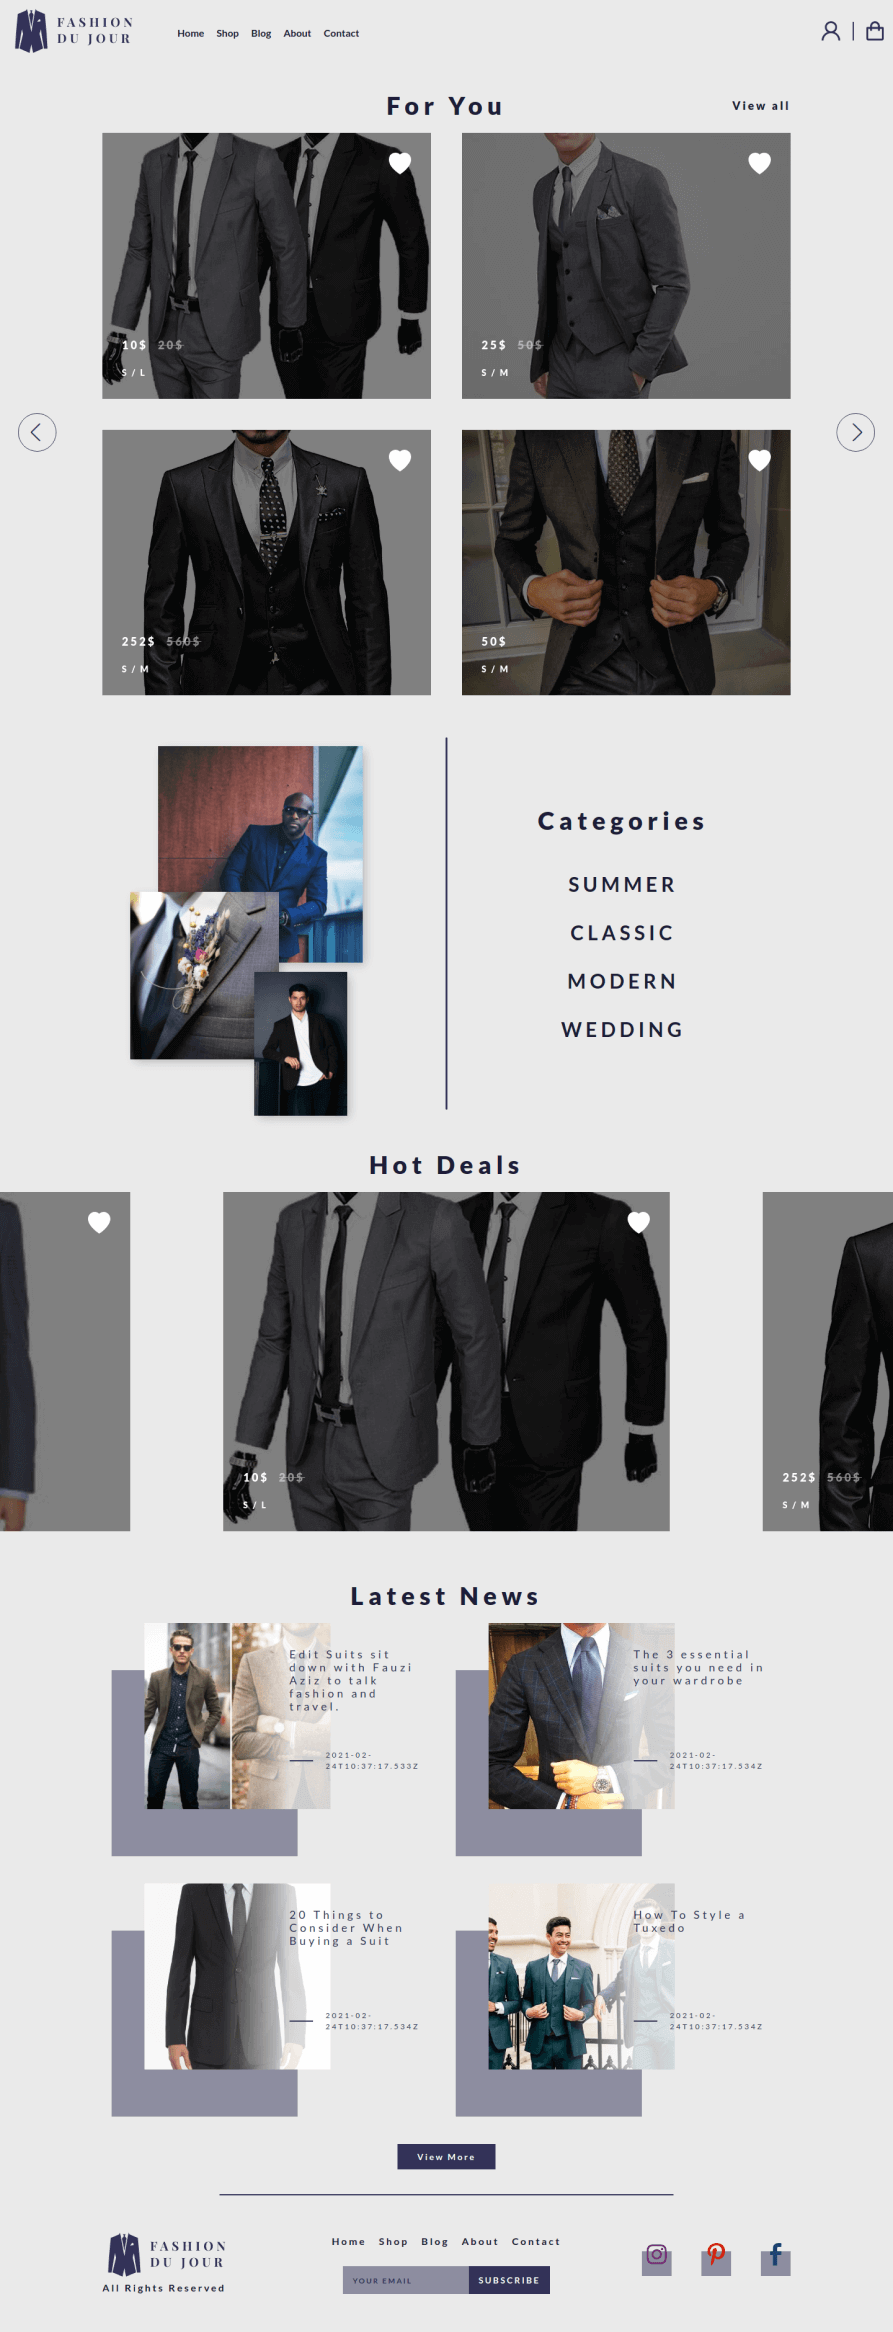 FASHION
DU JOUR
Home Shop Blog About Contact
For You
View all
10$ 20$
S / L
25$ 50$
S / M
252$ 560$
S / M
50$
S / M
Categories
SUMMER
CLASSIC
MODERN
WEDDING
Hot Deals
10$ 20$
S / L
252$ 560$
S / M
Latest News
Edit Suits sit
down with Fauzi
Aziz to talk
fashion and
travel.
2021-02-
24T10:37:17.533Z
The 3 essential
suits you need in
your wardrobe
2021-02-
24T10:37:17.534Z
20 Things to
Consider When
Buying a Suit
2021-02-
24T10:37:17.534Z
How To Style a
Tuxedo
2021-02-
24T10:37:17.534Z
View More
FASHION
DU JOUR
All Rights Reserved
Home Shop Blog About Contact
YOUR EMAIL SUBSCRIBE